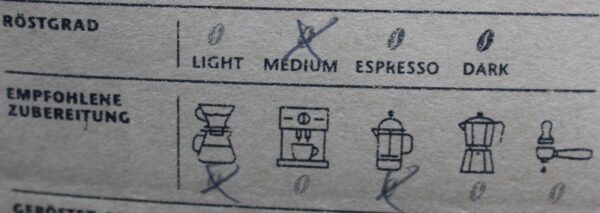 RÖSTGRAD
LIGHT MEDIUM ESPRESSO DARK
EMPFOHLENE
ZUBEREITUNG